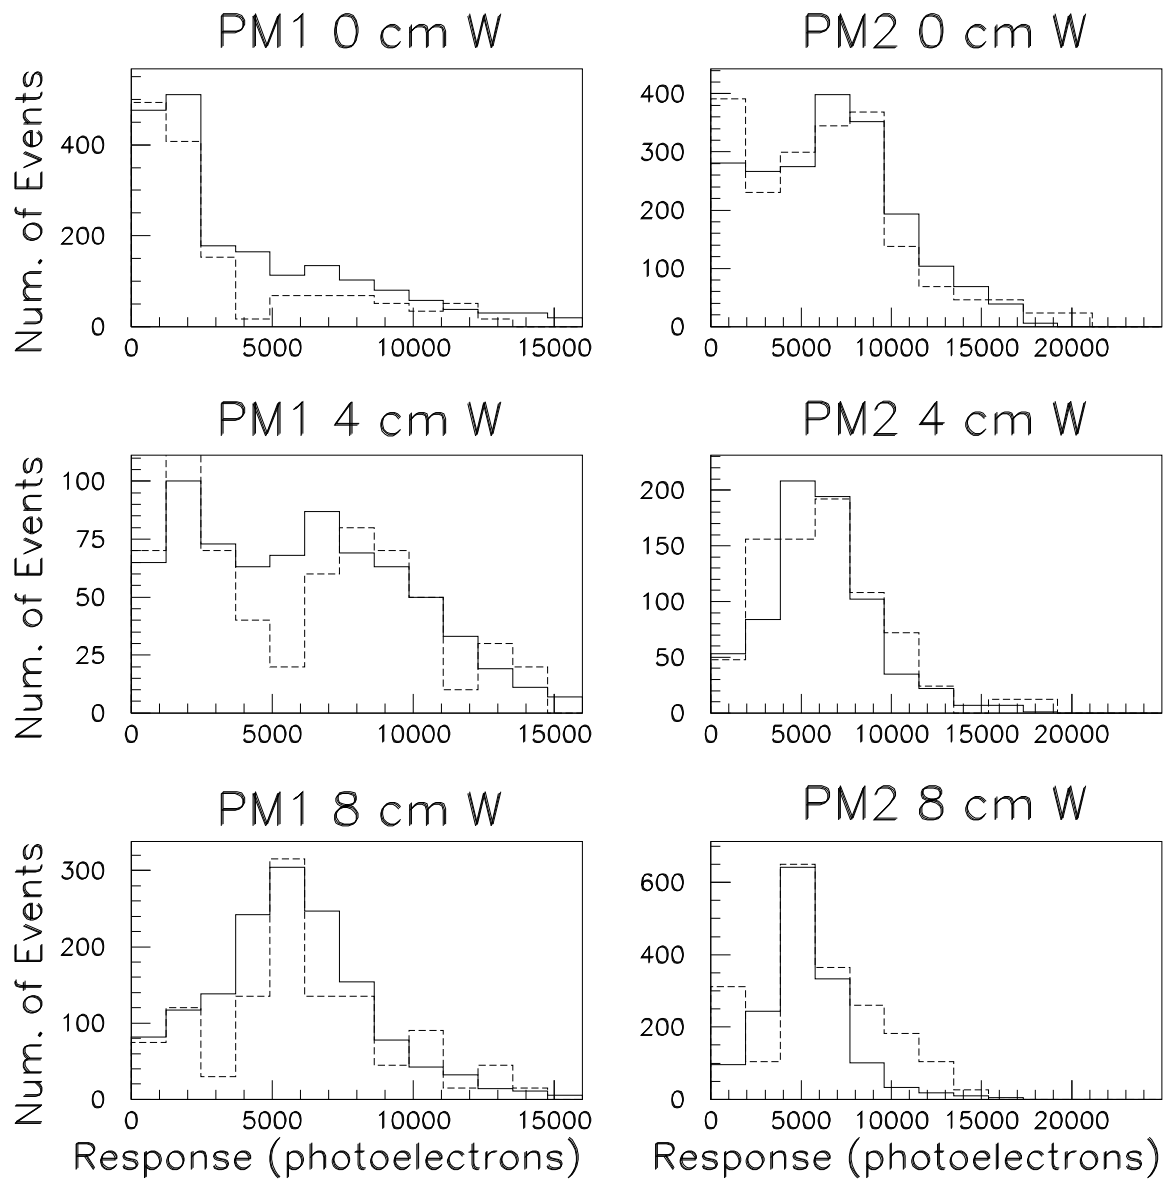 PM1 0 cm W
Num. of Events
400
200
0
0 5000 10000 15000
PM2 0 cm W
400
300
200
100
0
0 5000 10000 15000 20000
PM1 4 cm W
Num. of Events
100
75
50
25
0
0 5000 10000 15000
PM2 4 cm W
200
150
100
50
0
0 5000 10000 15000 20000
PM1 8 cm W
Num. of Events
300
200
100
0
0 5000 10000 15000
Response (photoelectrons)
PM2 8 cm W
600
400
200
0
0 5000 10000 15000 20000
Response (photoelectrons)